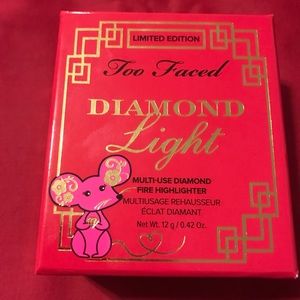 LIMITED EDITION
Too Faced
DIAMOND
Light
MULTI-USE DIAMOND
FIRE HIGHLIGHTER
MULTIUSAGE REHAUSSEUR
ÉCLAT DIAMANT
Net Wt. 12 g / 0.42 Oz.